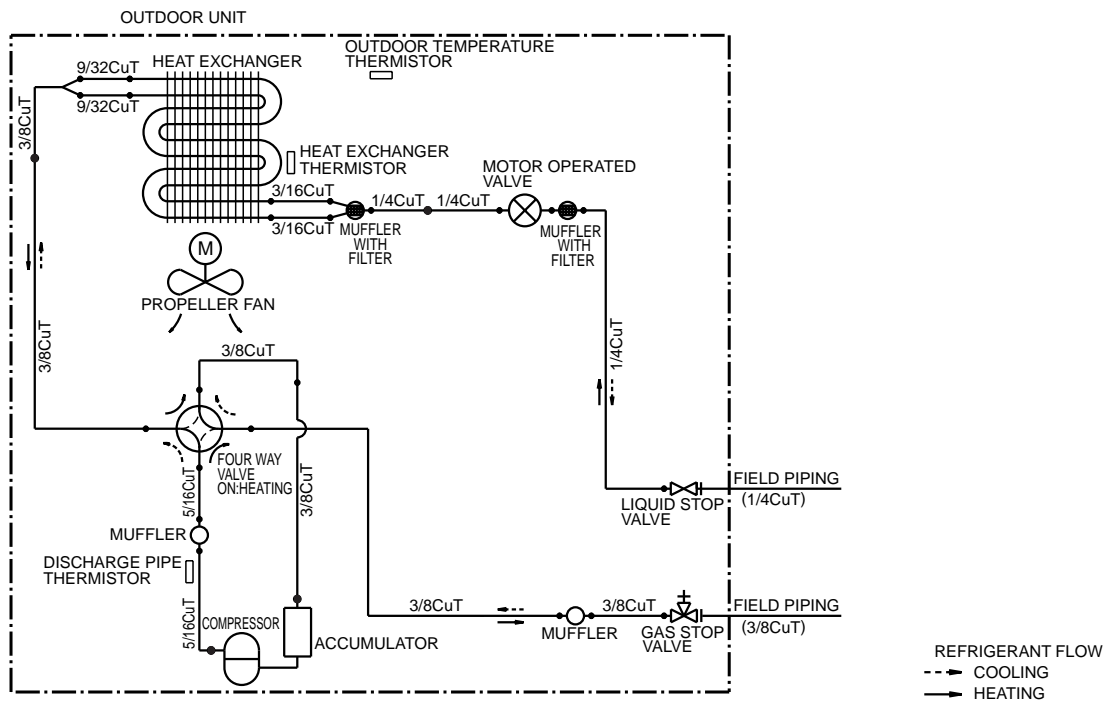 OUTDOOR UNIT
OUTDOOR TEMPERATURE
THERMISTOR
HEAT EXCHANGER
9/32CuT
9/32CuT
3/8CuT
HEAT EXCHANGER
THERMISTOR
MOTOR OPERATED
VALVE
3/16CuT
1/4CuT
1/4CuT
3/16CuT
MUFFLER
WITH
FILTER
MUFFLER
WITH
FILTER
M
PROPELLER FAN
3/8CuT
3/8CuT
1/4CuT
FOUR WAY
VALVE
ON:HEATING
5/16CuT
3/8CuT
MUFFLER
DISCHARGE PIPE
THERMISTOR
LIQUID STOP
VALVE
FIELD PIPING
(1/4CuT)
5/16CuT
COMPRESSOR
ACCUMULATOR
3/8CuT
MUFFLER
3/8CuT
GAS STOP
VALVE
FIELD PIPING
(3/8CuT)
REFRIGERANT FLOW
COOLING
HEATING